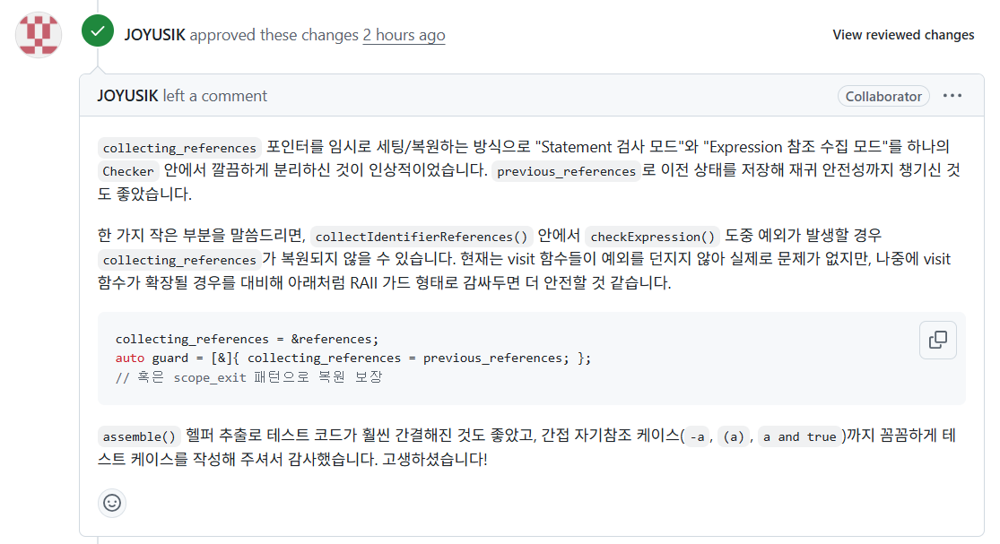 JOYUSIK approved these changes 2 hours ago
View reviewed changes
JOYUSIK left a comment
Collaborator
collecting_references 포인터를 임시로 세팅/복원하는 방식으로 "Statement 검사 모드"와 "Expression 참조 수집 모드"를 하나의
Checker 안에서 깔끔하게 분리하신 것이 인상적이었습니다. previous_references 로 이전 상태를 저장해 재귀 안전성까지 챙기신 것
도 좋았습니다.
한 가지 작은 부분을 말씀드리면, collectIdentifierReferences() 안에서 checkExpression() 도중 예외가 발생할 경우
collecting_references 가 복원되지 않을 수 있습니다. 현재는 visit 함수들이 예외를 던지지 않아 실제로 문제가 없지만, 나중에 visit
함수가 확장될 경우를 대비해 아래처럼 RAII 가드 형태로 감싸두면 더 안전할 것 같습니다.
collecting_references = &references;
auto guard = [&]{ collecting_references = previous_references; };
// 혹은 scope_exit 패턴으로 복원 보장
assemble() 헬퍼 추출로 테스트 코드가 훨씬 간결해진 것도 좋았고, 간접 자기참조 케이스( -a , (a) , a and true )까지 꼼꼼하게 테
스트 케이스를 작성해 주셔서 감사했습니다. 고생하셨습니다!